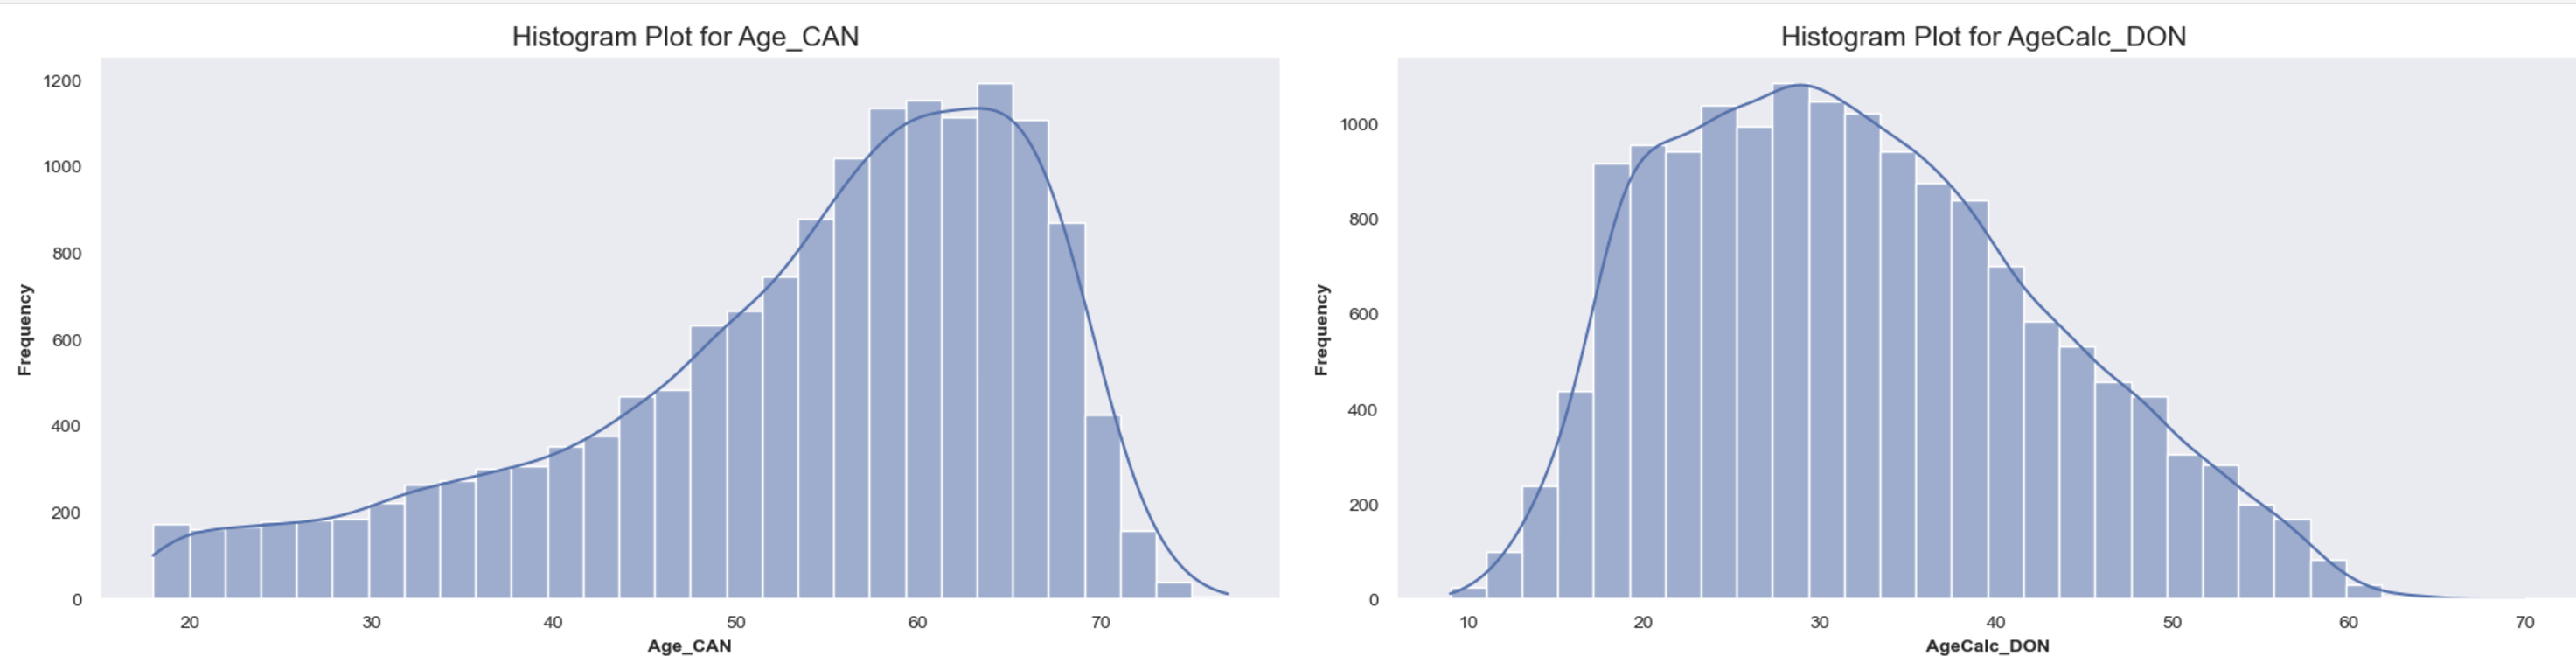 Histogram Plot for Age_CAN
1200
1000
800
600
400
200
0
Frequency
20 30 40 50 60 70
Age_CAN
Histogram Plot for AgeCalc_DON
1000
800
600
400
200
0
Frequency
10 20 30 40 50 60 70
AgeCalc_DON